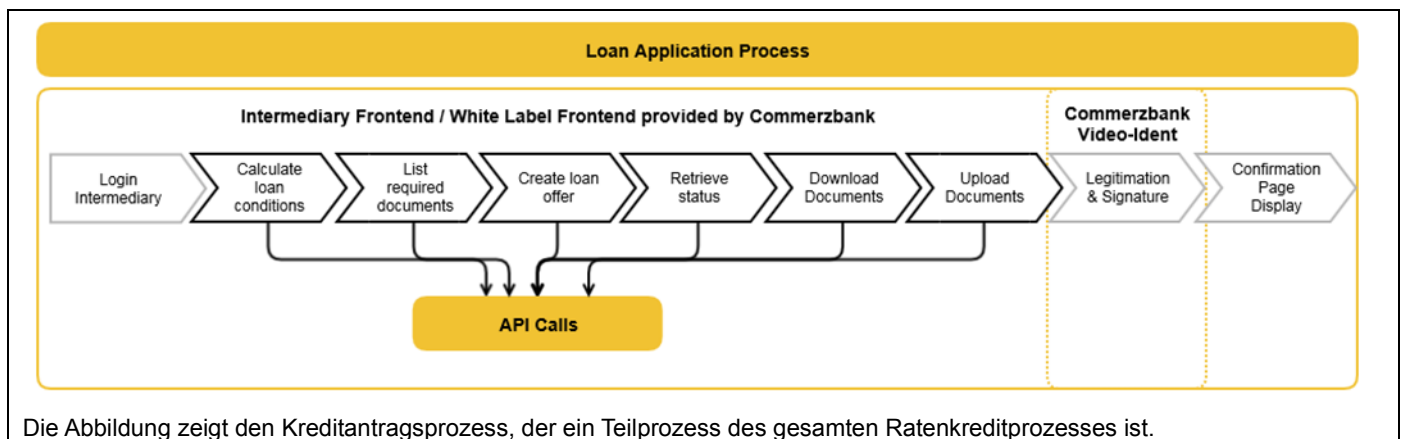 Loan Application Process
Intermediary Frontend / White Label Frontend provided by Commerzbank
Commerzbank
Video-Ident
Login
Intermediary
Calculate
loan
conditions
List
required
documents
Create loan
offer
Retrieve
status
Download
Documents
Upload
Documents
Legitimation
& Signature
Confirmation
Page
Display
API Calls
Die Abbildung zeigt den Kreditantragsprozess, der ein Teilprozess des gesamten Ratenkreditprozesses ist.